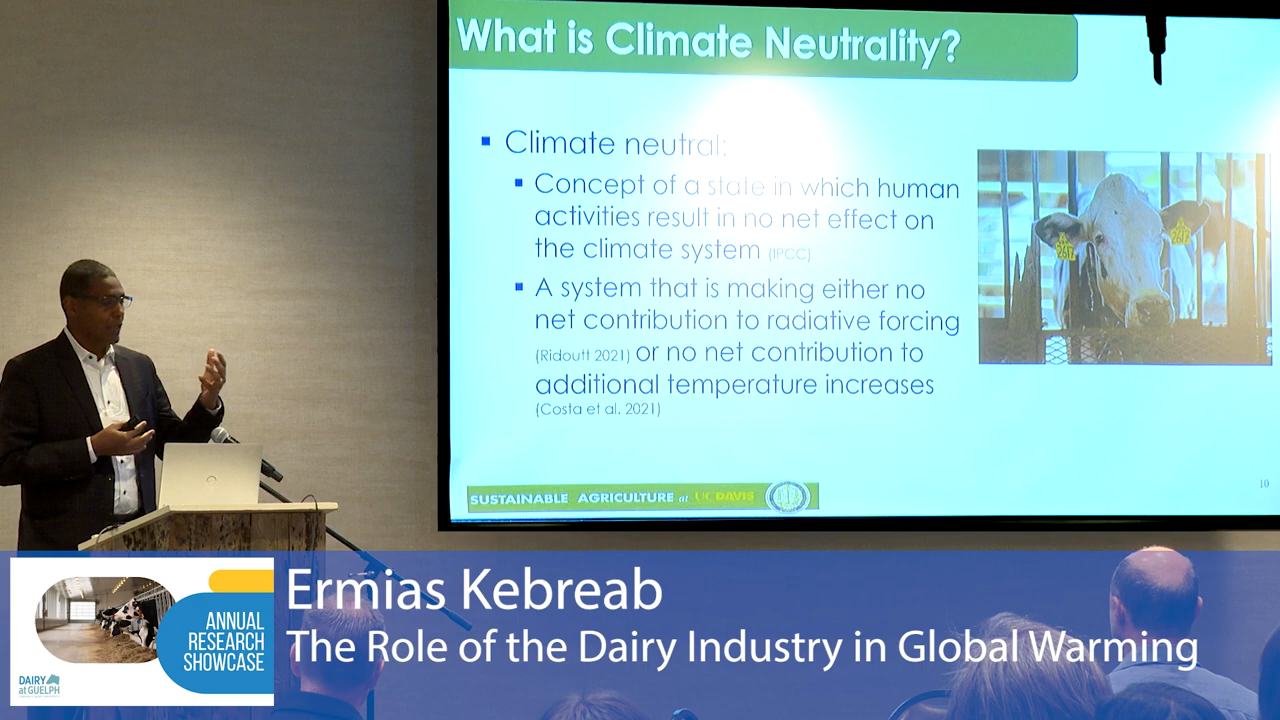 What is Climate Neutrality?
Climate neutral:
Concept of a state in which human
activities result in no net effect on
the climate system (IPCC)
A system that is making either no
net contribution to radiative forcing
(Ridoutt 2021) or no net contribution to
additional temperature increases
(Costa et al. 2021)
10
SUSTAINABLE AGRICULTURE at UC DAVIS
Ermias Kebreab
The Role of the Dairy Industry in Global Warming
ANNUAL
RESEARCH
SHOWCASE
DAIRY
at GUELPH